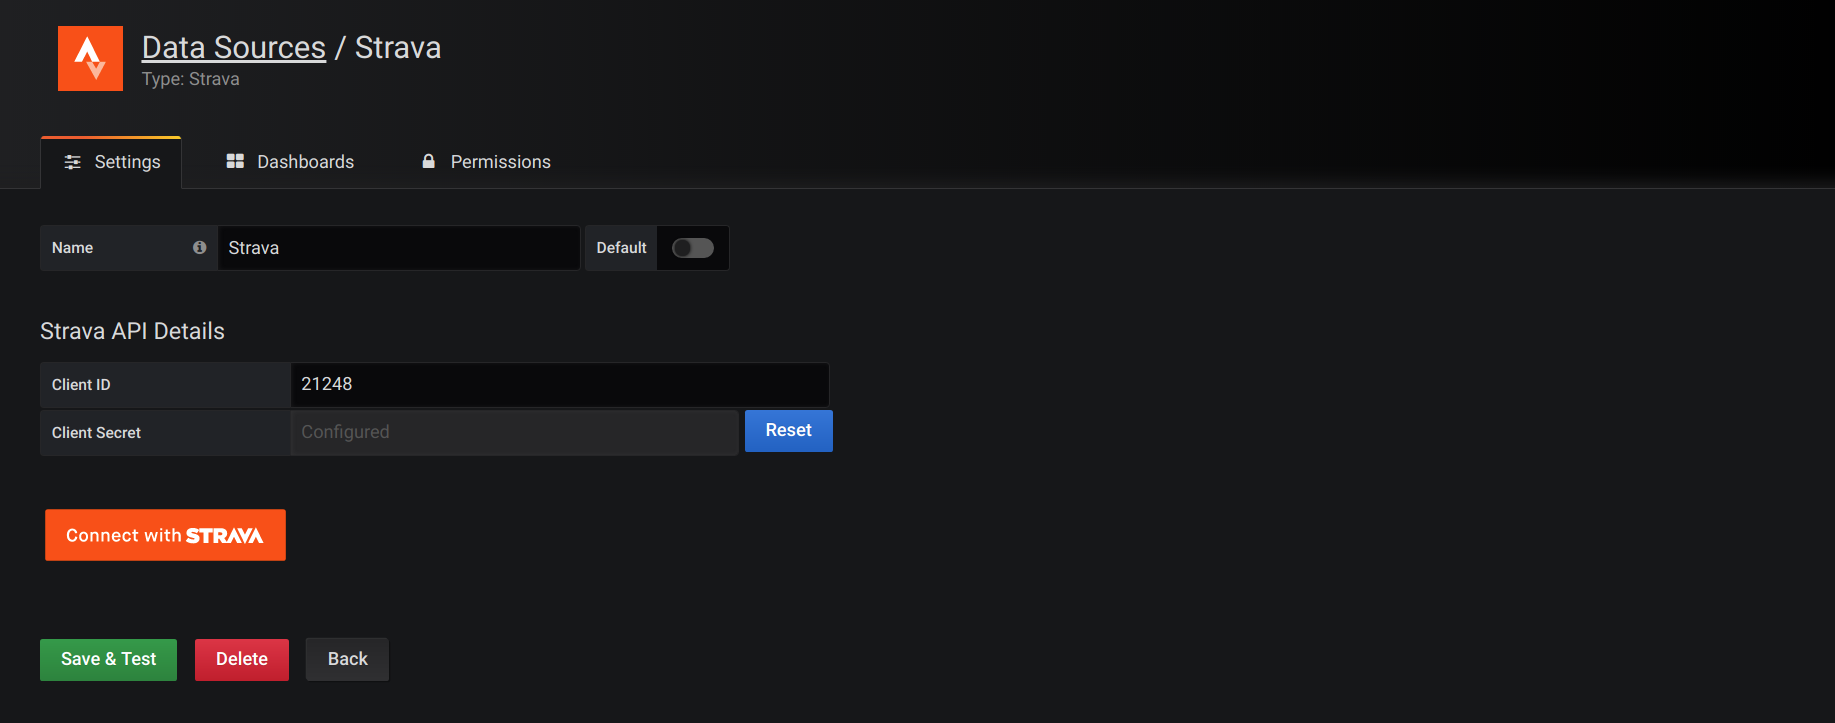 Data Sources / Strava
Type: Strava
Settings Dashboards Permissions
Name Strava Default
Strava API Details
Client ID 21248
Client Secret Configured Reset
Connect with STRAVA
Save & Test Delete Back